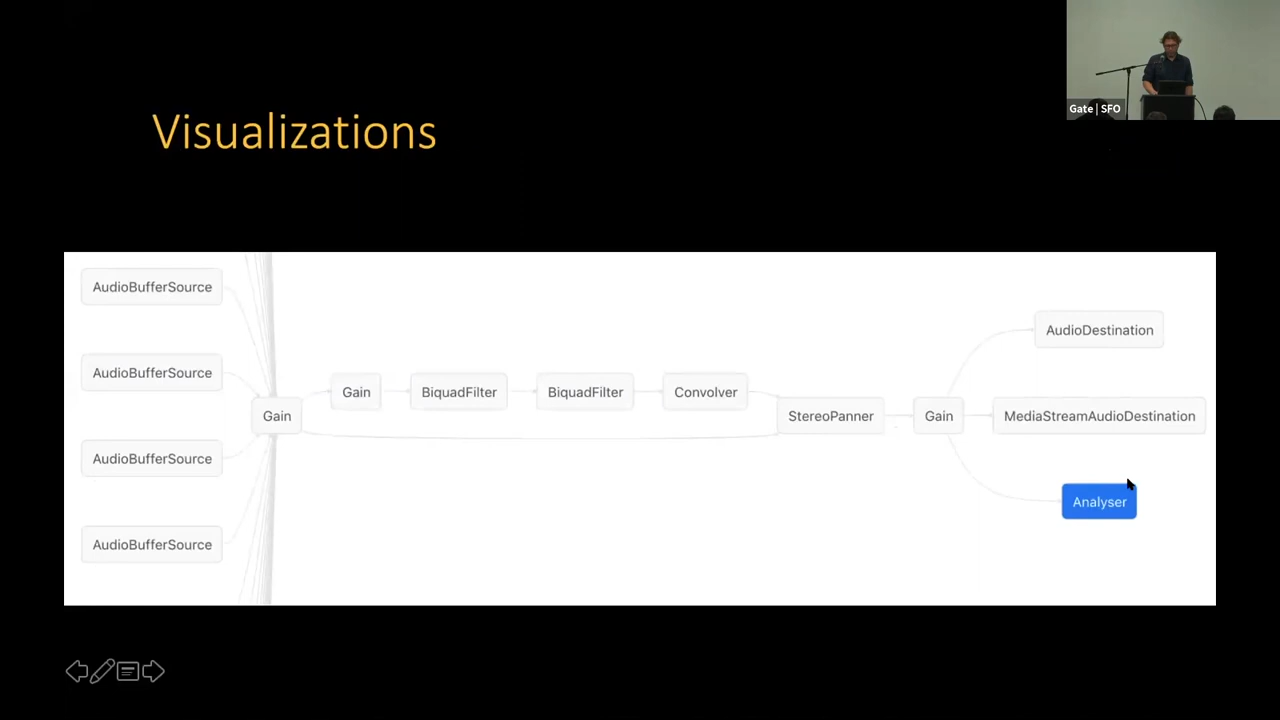 Gate | SFO
Visualizations
AudioBufferSource
AudioBufferSource
AudioBufferSource
AudioBufferSource
Gain
Gain
BiquadFilter
BiquadFilter
Convolver
StereoPanner
Gain
AudioDestination
MediaStreamAudioDestination
Analyser